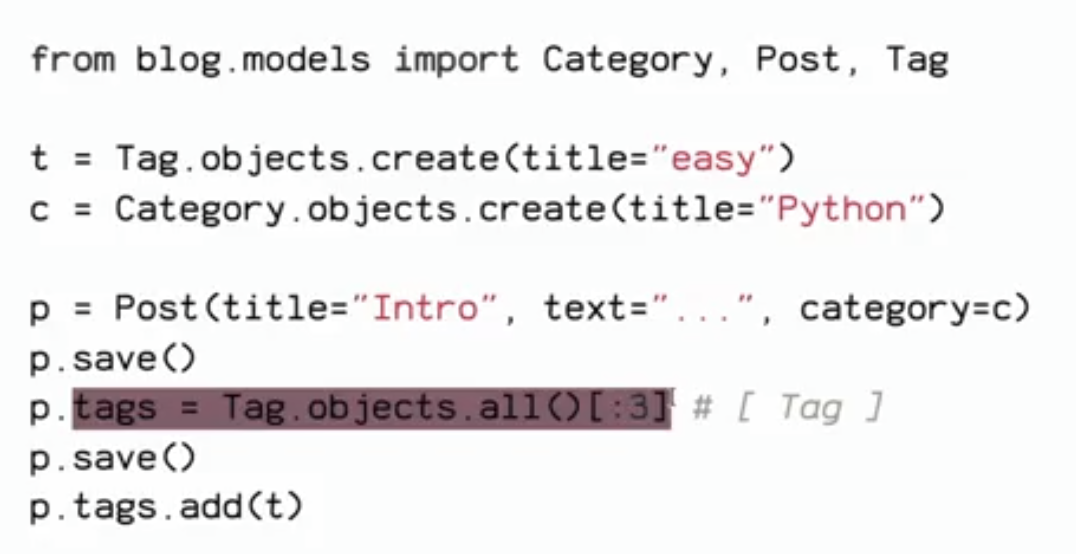 from blog.models import Category, Post, Tag
t = Tag.objects.create(title="easy")
c = Category.objects.create(title="Python")
p = Post(title="Intro", text="...", category=c)
p.save()
p.tags = Tag.objects.all()[:3] # [ Tag ]
p.save()
p.tags.add(t)